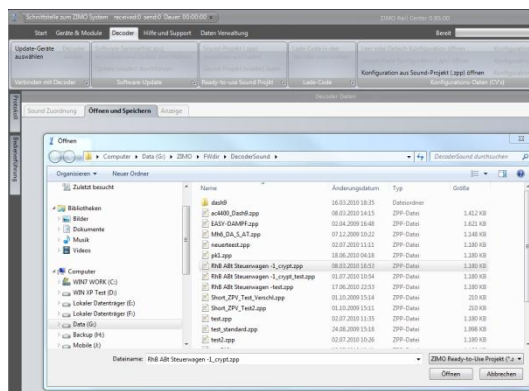 Schnittstelle zum ZIMO System received:0 send:0 Dauer: 00:00:00
ZIMO Rail Center 0.85.00
Start Geräte & Module Decoder Hilfe und Support Daten Verwaltung Bereit
Update-Geräte auswählen
Verbinden mit Decoder Software Update Ready-to-use Sound Projkt Lade-Code Konfigurations-Daten (CV's)
Konfiguration aus Sound-Projekt (.zpp) öffnen
Decoder Daten
Protokoll
Bedienerführung
Sound Zuordnung Öffnen und Speichern Anzeige
Öffnen
Computer Data (G:) ZIMO FWdir DecoderSound DecoderSound durchsuchen
Organisieren Neuer Ordner
Zuletzt besucht
Bibliotheken
Bilder
Dokumente
Musik
Videos
Computer
WIN7 WORK (C:)
WIN XP Test (D:)
Lokaler Datenträger (E:)
Lokaler Datenträger (F:)
Data (G:)
Backup (H:)
Mobile (J:)
Name Änderungsdatum Typ Größe
dash9 16.03.2010 18:35 Dateiordner
ac4400_Dash9.zpp 08.03.2010 14:15 ZPP-Datei 1.412 KB
EASY-DAMPF.zpp 02.04.2009 16:48 ZPP-Datei 1.621 KB
Mh6_DA_S_AT.zpp 07.12.2009 10:22 ZPP-Datei 1.148 KB
neuerteest.zpp 02.07.2010 11:11 ZPP-Datei 1.180 KB
pk1.zpp 18.06.2010 04:18 ZPP-Datei 1.180 KB
RhB ABt Steuerwagen -1_crypt.zpp 08.03.2010 18:53 ZPP-Datei 1.180 KB
RhB ABt Steuerwagen -1_crypt_test.zpp 01.07.2010 10:54 ZPP-Datei 1.180 KB
RhB ABt Steuerwagen -test.zpp 17.06.2010 22:53 ZPP-Datei 1.180 KB
Short_ZPV_Test_Verschl.zpp 01.10.2009 15:14 ZPP-Datei 210 KB
Short_ZPV_Test2.zpp 01.10.2009 15:11 ZPP-Datei 210 KB
test.zpp 02.07.2010 11:35 ZPP-Datei 1.180 KB
test_standard.zpp 24.08.2009 15:18 ZPP-Datei 1.898 KB
test2.zpp 02.07.2010 10:26 ZPP-Datei 1.180 KB
Dateiname: RhB ABt Steuerwagen -1_crypt.zpp ZIMO Ready-to-Use Projekt (*.z
Öffnen Abbrechen